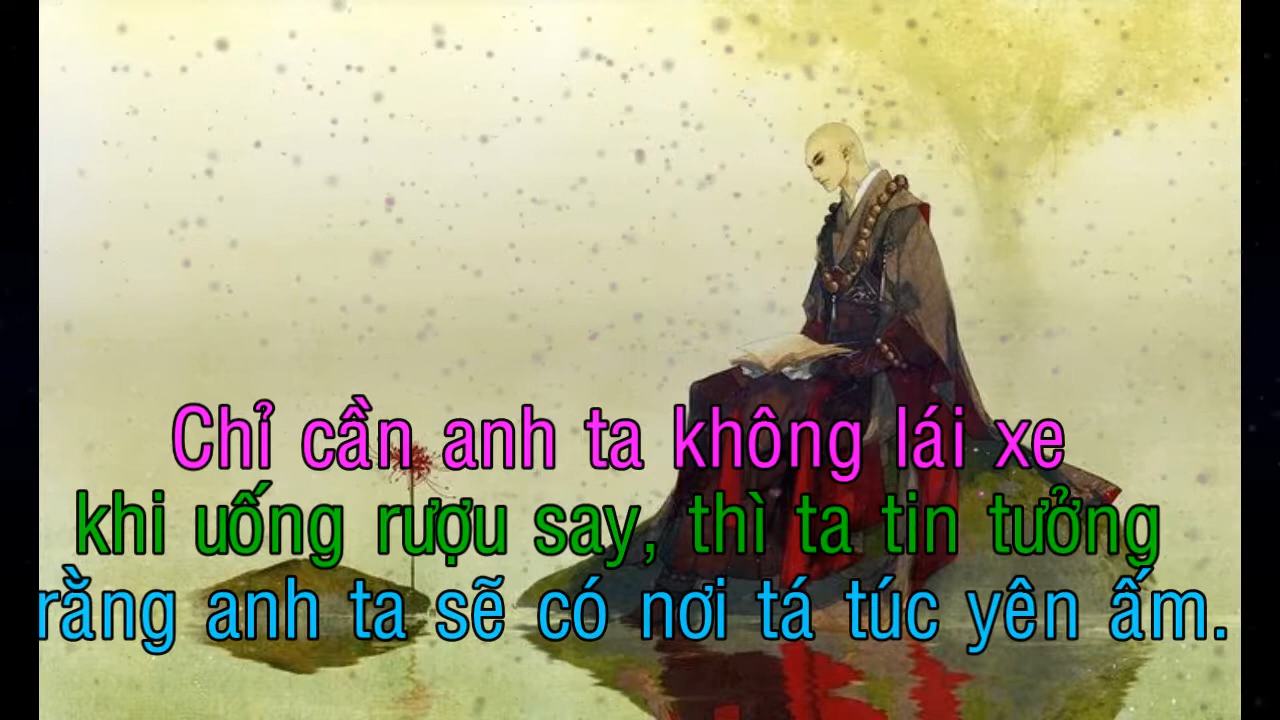 Chỉ cần anh ta không lái xe
khi uống rượu say, thì ta tin tưởng
rằng anh ta sẽ có nơi tá túc yên ấm.